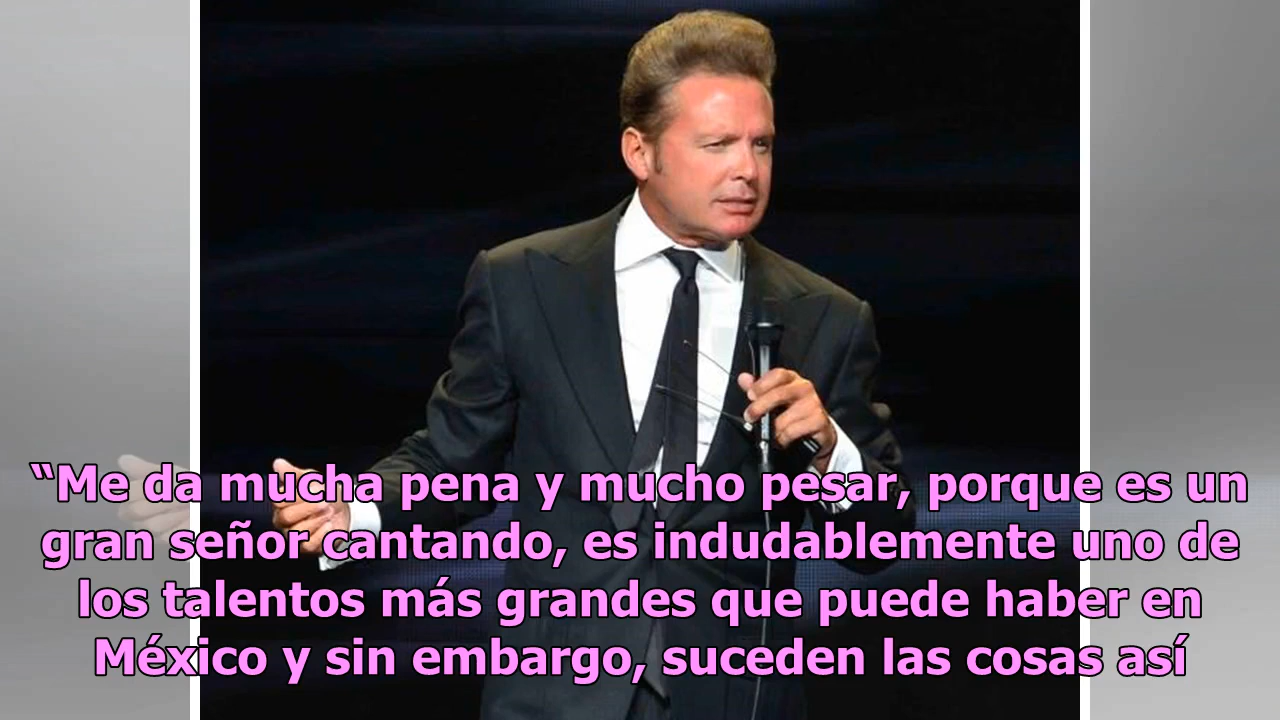 “Me da mucha pena y mucho pesar, porque es un
gran señor cantando, es indudablemente uno de
los talentos más grandes que puede haber en
México y sin embargo, suceden las cosas así